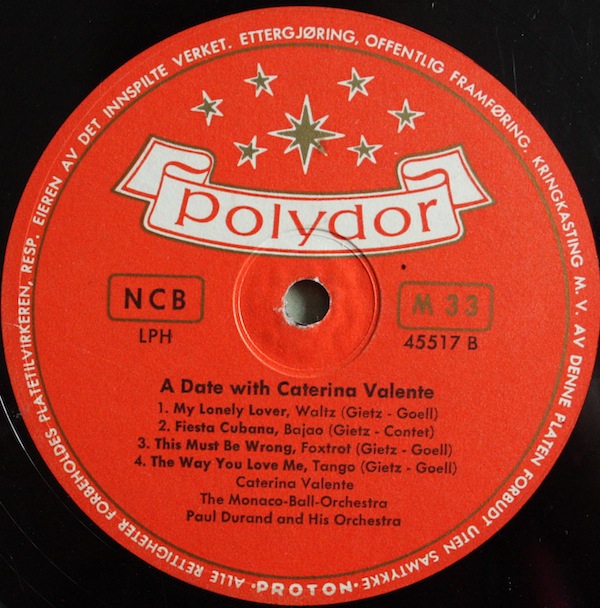 ALLE RETTIGHETER FORBEHOLDES PLATETILVIRKEREN, RESP. EIEREN AV DET INNSPILTE VERKET. ETTERGJØRING, OFFENTLIG FRAMFØRING, KRINGKASTING M. V. AV DENNE PLATEN FORBUDT UTEN SAMTYKKE·
polydor
NCB
M 33
LPH
45517 B
A Date with Caterina Valente
1. My Lonely Lover, Waltz (Gietz - Goell)
2. Fiesta Cubana, Bajao (Gietz - Contet)
3. This Must Be Wrong, Foxtrot (Gietz - Goell)
4. The Way You Love Me, Tango (Gietz - Goell)
Caterina Valente
The Monaco-Ball-Orchestra
Paul Durand and His Orchestra
·PROTON·